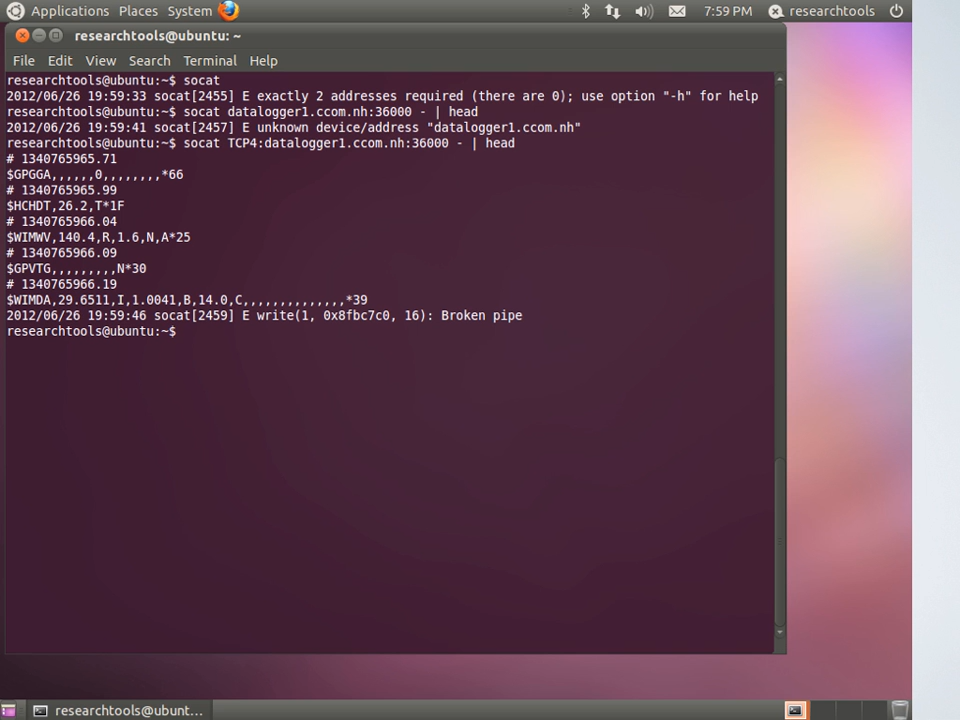 Applications Places System 7:59 PM researchtools
researchtools@ubuntu: ~
File Edit View Search Terminal Help
researchtools@ubuntu:~$ socat
2012/06/26 19:59:33 socat[2455] E exactly 2 addresses required (there are 0); use option "-h" for help
researchtools@ubuntu:~$ socat datalogger1.ccom.nh:36000 - | head
2012/06/26 19:59:41 socat[2457] E unknown device/address "datalogger1.ccom.nh"
researchtools@ubuntu:~$ socat TCP4:datalogger1.ccom.nh:36000 - | head
# 1340765965.71
$GPGGA,,,,,,0,,,,,,,,*66
# 1340765965.99
$HCHDT,26.2,T*1F
# 1340765966.04
$WIMWV,140.4,R,1.6,N,A*25
# 1340765966.09
$GPVTG,,,,,,,,,N*30
# 1340765966.19
$WIMDA,29.6511,I,1.0041,B,14.0,C,,,,,,,,,,,,,,*39
2012/06/26 19:59:46 socat[2459] E write(1, 0x8fbc7c0, 16): Broken pipe
researchtools@ubuntu:~$
researchtools@ubunt...